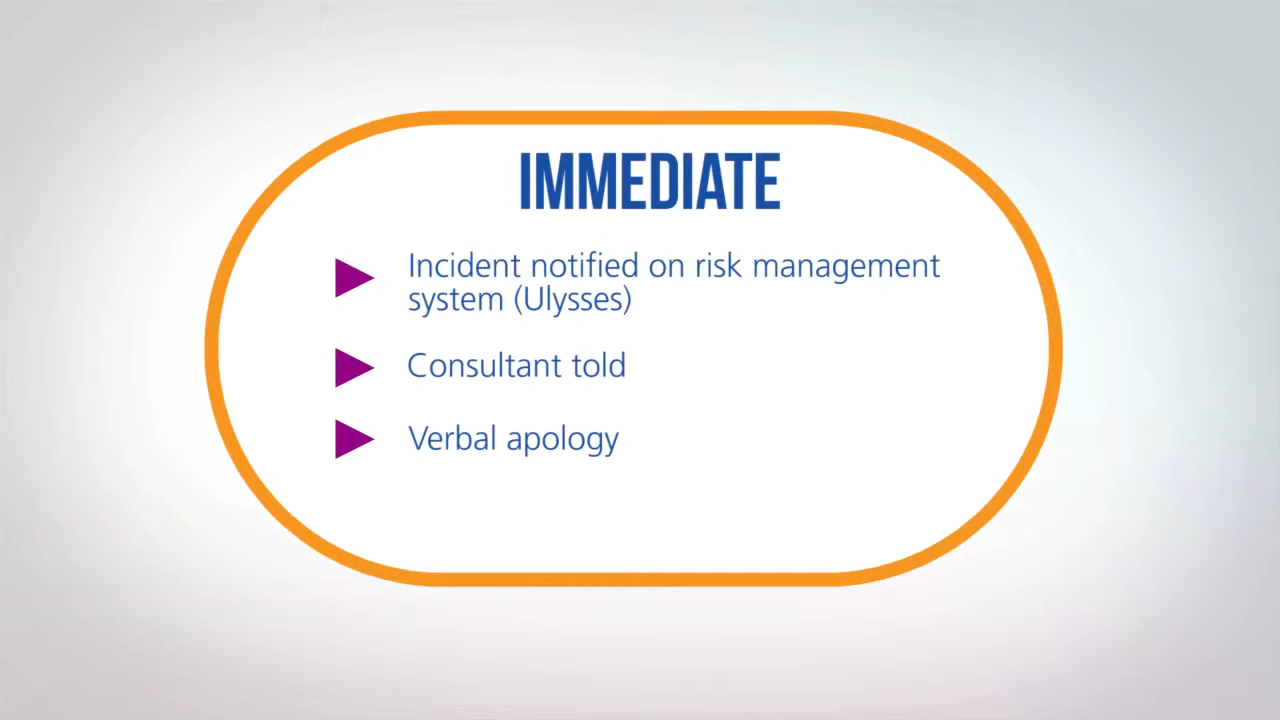 IMMEDIATE
Incident notified on risk management
system (Ulysses)
Consultant told
Verbal apology